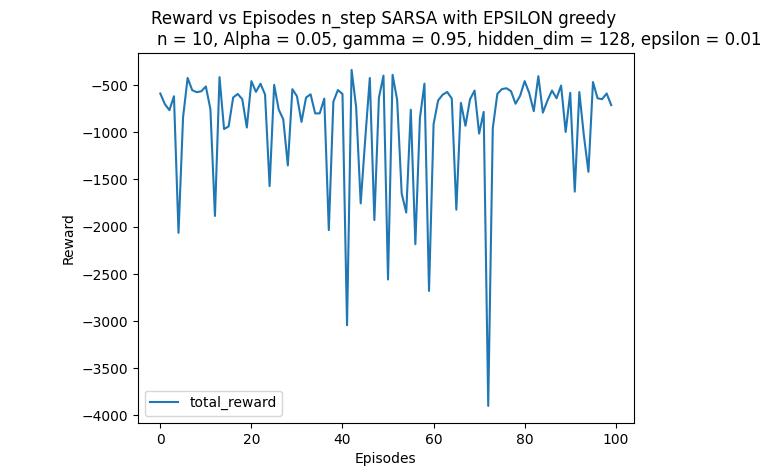 Reward vs Episodes n_step SARSA with EPSILON greedy
n = 10, Alpha = 0.05, gamma = 0.95, hidden_dim = 128, epsilon = 0.01
−500
−1000
−1500
−2000
−2500
−3000
−3500
−4000
Reward
total_reward
0 20 40 60 80 100
Episodes